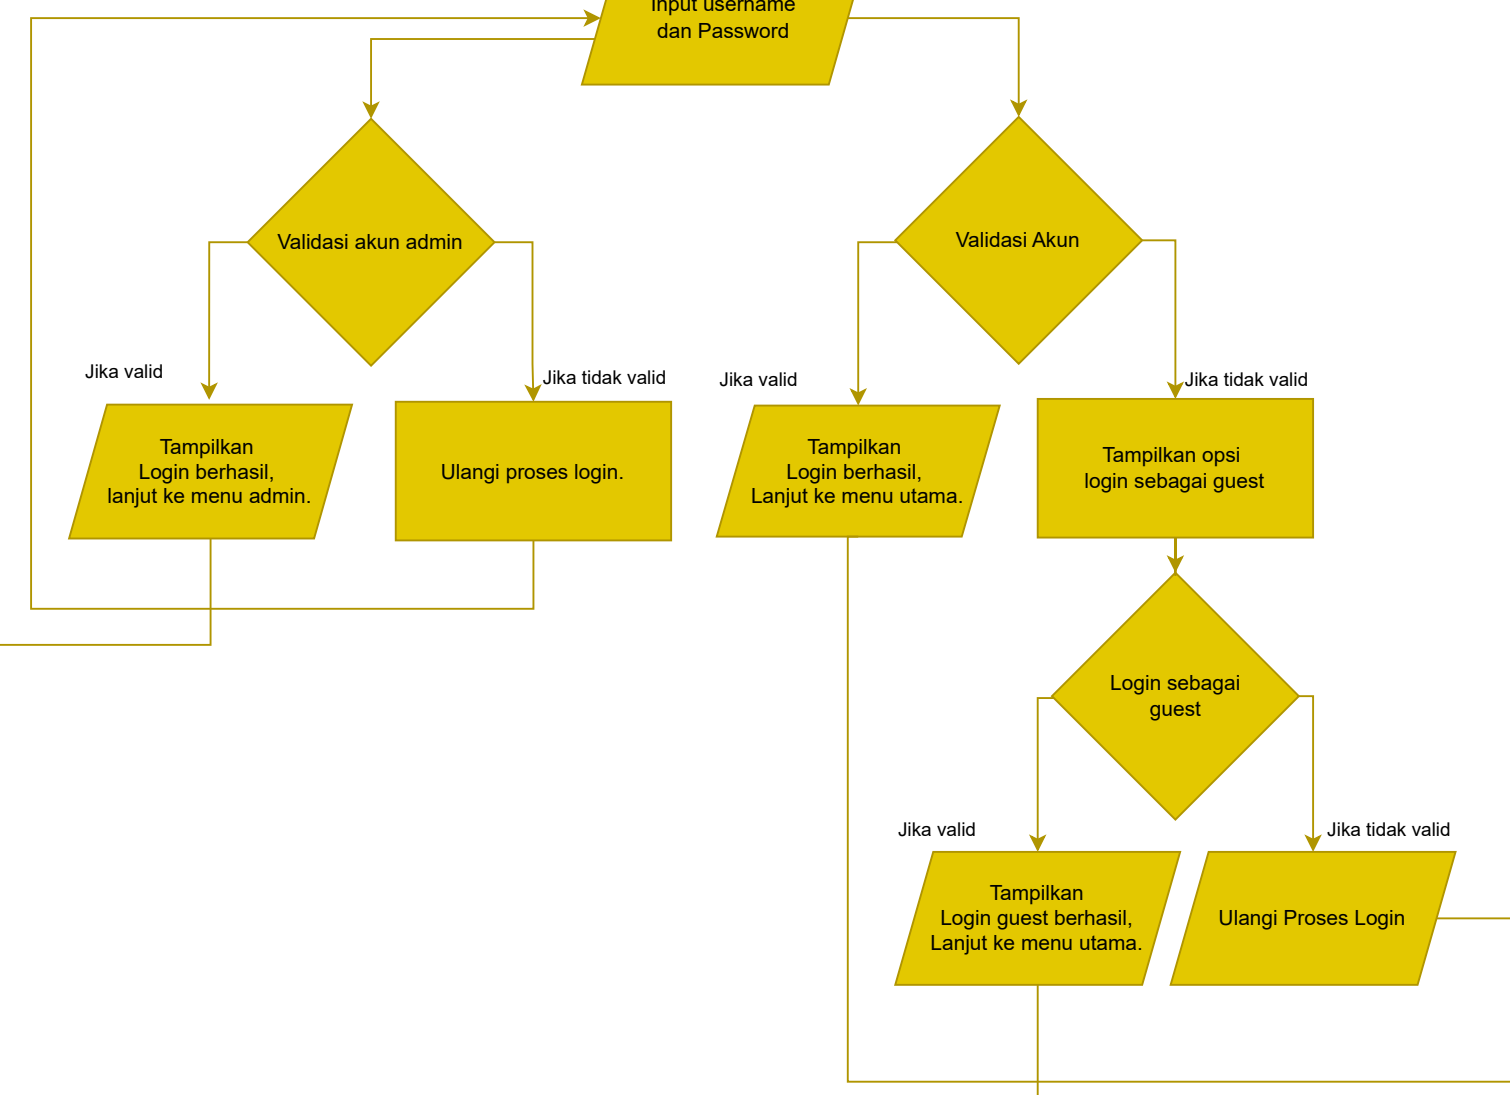 Input username
dan Password
Validasi akun admin
Validasi Akun
Jika valid
Jika tidak valid
Jika valid
Jika tidak valid
Tampilkan
Login berhasil,
lanjut ke menu admin.
Ulangi proses login.
Tampilkan
Login berhasil,
Lanjut ke menu utama.
Tampilkan opsi
login sebagai guest
Login sebagai
guest
Jika valid
Jika tidak valid
Tampilkan
Login guest berhasil,
Lanjut ke menu utama.
Ulangi Proses Login